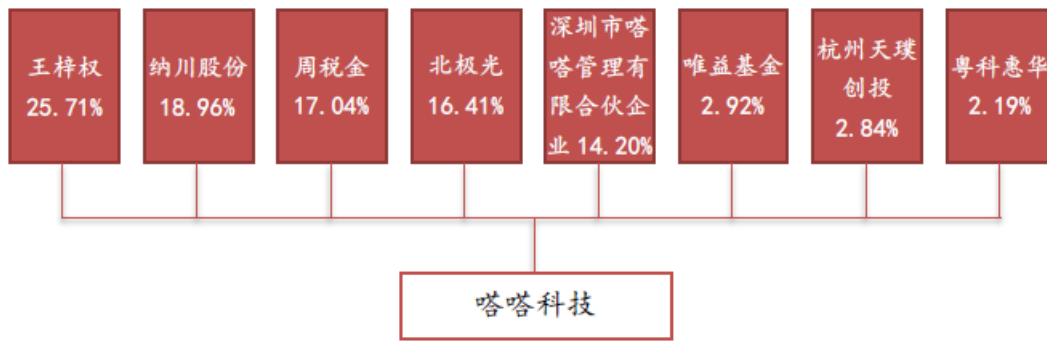 王梓权
25.71%
纳川股份
18.96%
周税金
17.04%
北极光
16.41%
深圳市嗒
嗒管理有
限合伙企
业 14.20%
唯益基金
2.92%
杭州天璞
创投
2.84%
粤科惠华
2.19%
嗒嗒科技